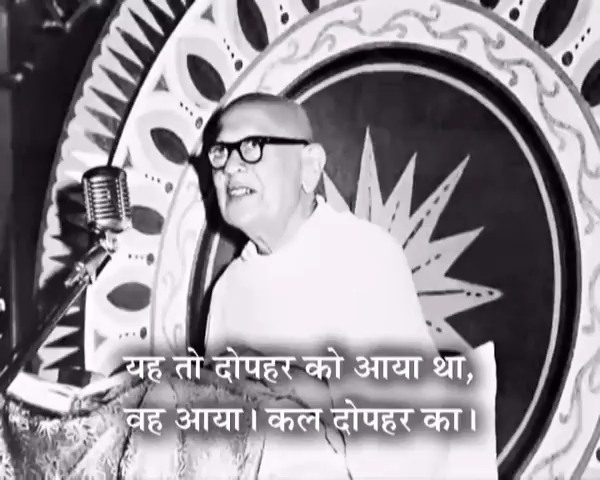 यह तो दोपहर को आया था,
वह आया। कल दोपहर का।